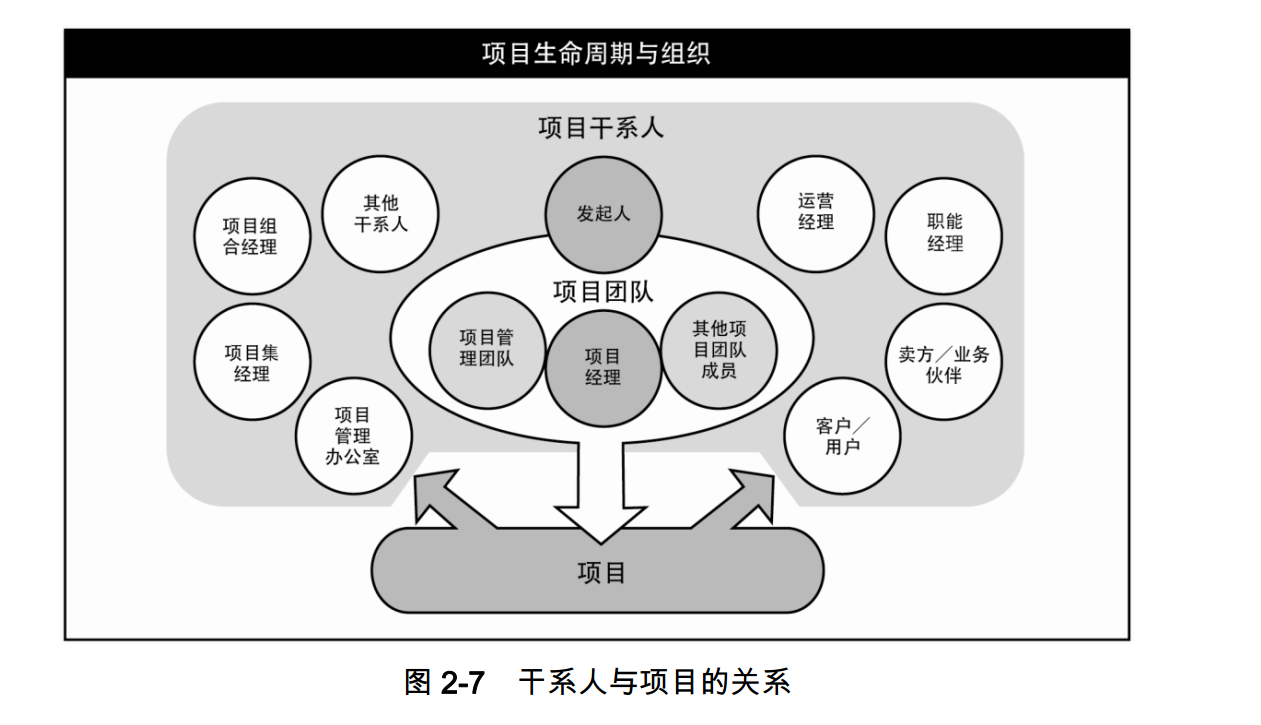 项目生命周期与组织
项目干系人
项目组
合经理
其他
干系人
发起人
运营
经理
职能
经理
项目团队
项目集
经理
项目管
理团队
项目
经理
其他项
目团队
成员
卖方／业务
伙伴
项目
管理
办公室
客户／
用户
项目
图 2-7 干系人与项目的关系